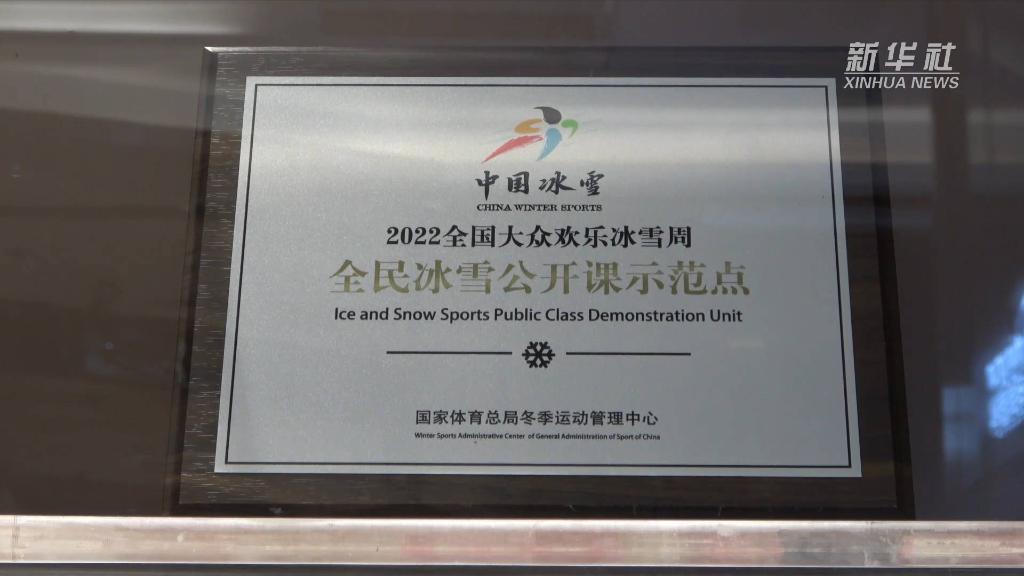 新华社
XINHUA NEWS
中国冰雪
CHINA WINTER SPORTS
2022全国大众欢乐冰雪周
全民冰雪公开课示范点
Ice and Snow Sports Public Class Demonstration Unit
国家体育总局冬季运动管理中心
Winter Sports Administrative Center of General Administration of Sport of China